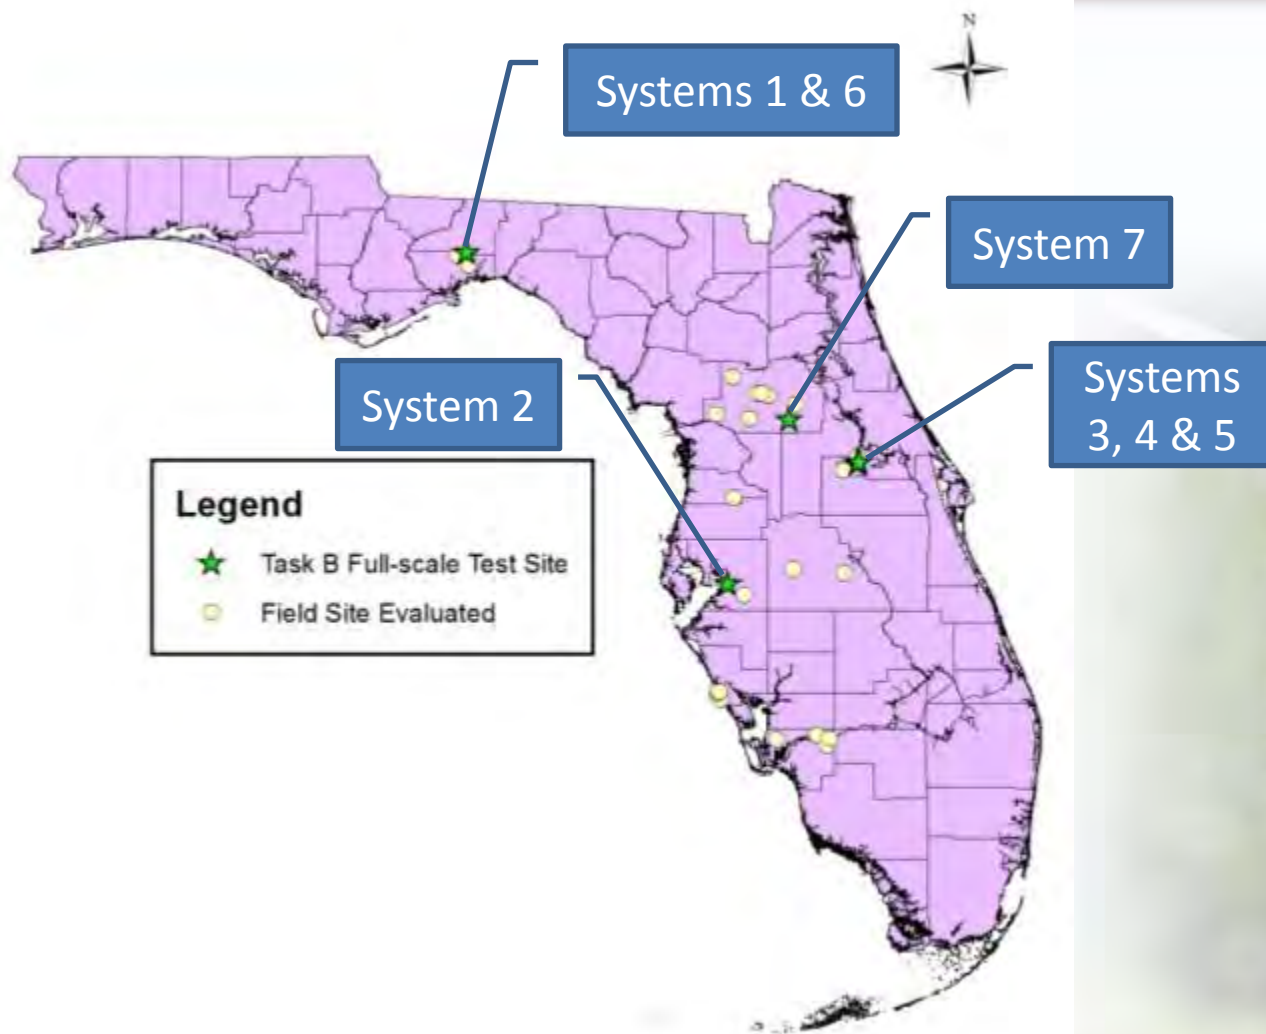 N
Systems 1 & 6
System 7
System 2
Systems
3, 4 & 5
Legend
Task B Full-scale Test Site
Field Site Evaluated